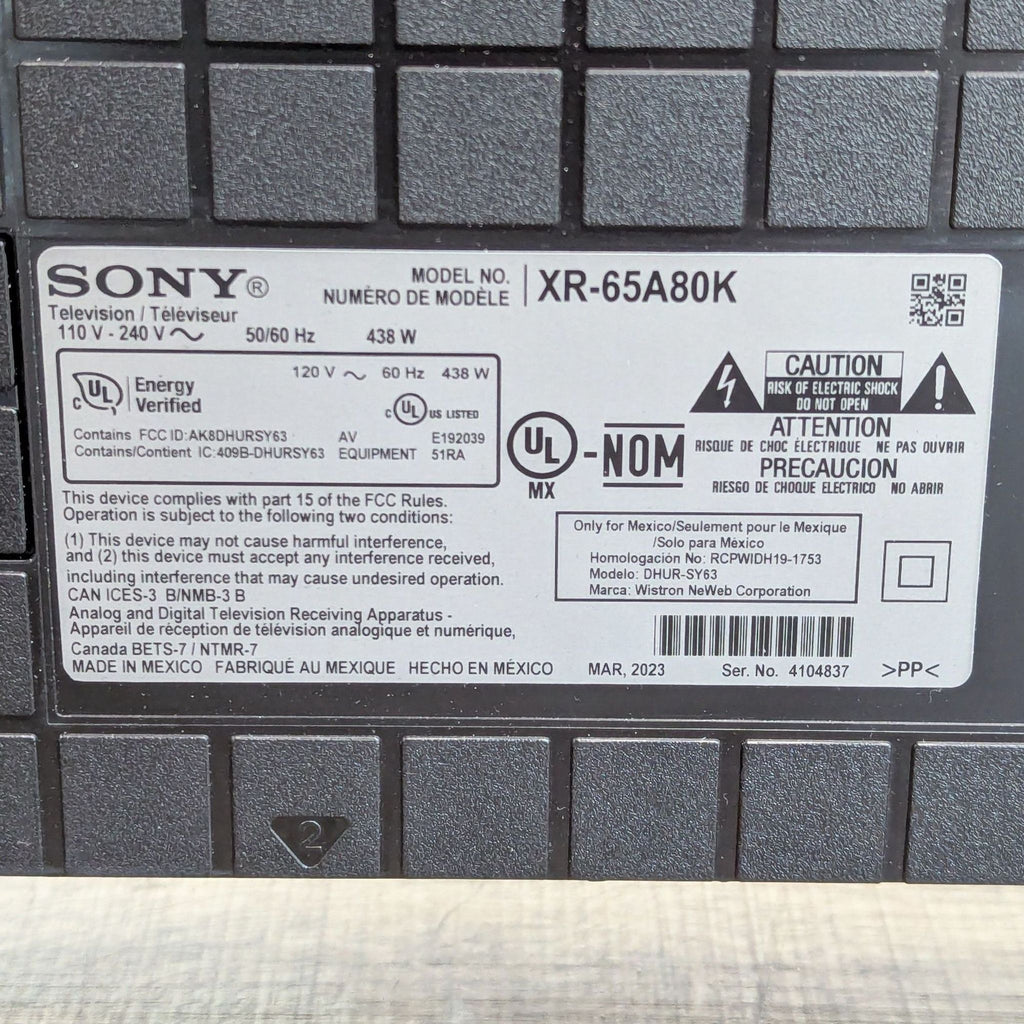 SONY®
MODEL NO.
NUMÉRO DE MODÈLE
XR-65A80K
Television / Téléviseur
110 V - 240 V ~ 50/60 Hz 438 W
120 V ~ 60 Hz 438 W
c UL Energy
Verified
c UL US LISTED
Contains FCC ID:AK8DHURSY63 AV E192039
Contains/Contient IC:409B-DHURSY63 EQUIPMENT 51RA
This device complies with part 15 of the FCC Rules.
Operation is subject to the following two conditions:
(1) This device may not cause harmful interference,
and (2) this device must accept any interference received,
including interference that may cause undesired operation.
CAN ICES-3 B/NMB-3 B
Analog and Digital Television Receiving Apparatus -
Appareil de réception de télévision analogique et numérique,
Canada BETS-7 / NTMR-7
MADE IN MEXICO FABRIQUÉ AU MEXIQUE HECHO EN MÉXICO
UL -NOM
MX
CAUTION
RISK OF ELECTRIC SHOCK
DO NOT OPEN
ATTENTION
RISQUE DE CHOC ÉLECTRIQUE NE PAS OUVRIR
PRECAUCION
RIESGO DE CHOQUE ELECTRICO NO ABRIR
Only for Mexico/Seulement pour le Mexique
/Solo para México
Homologación No: RCPWIDH19-1753
Modelo: DHUR-SY63
Marca: Wistron NeWeb Corporation
MAR, 2023 Ser. No. 4104837 >PP<
2